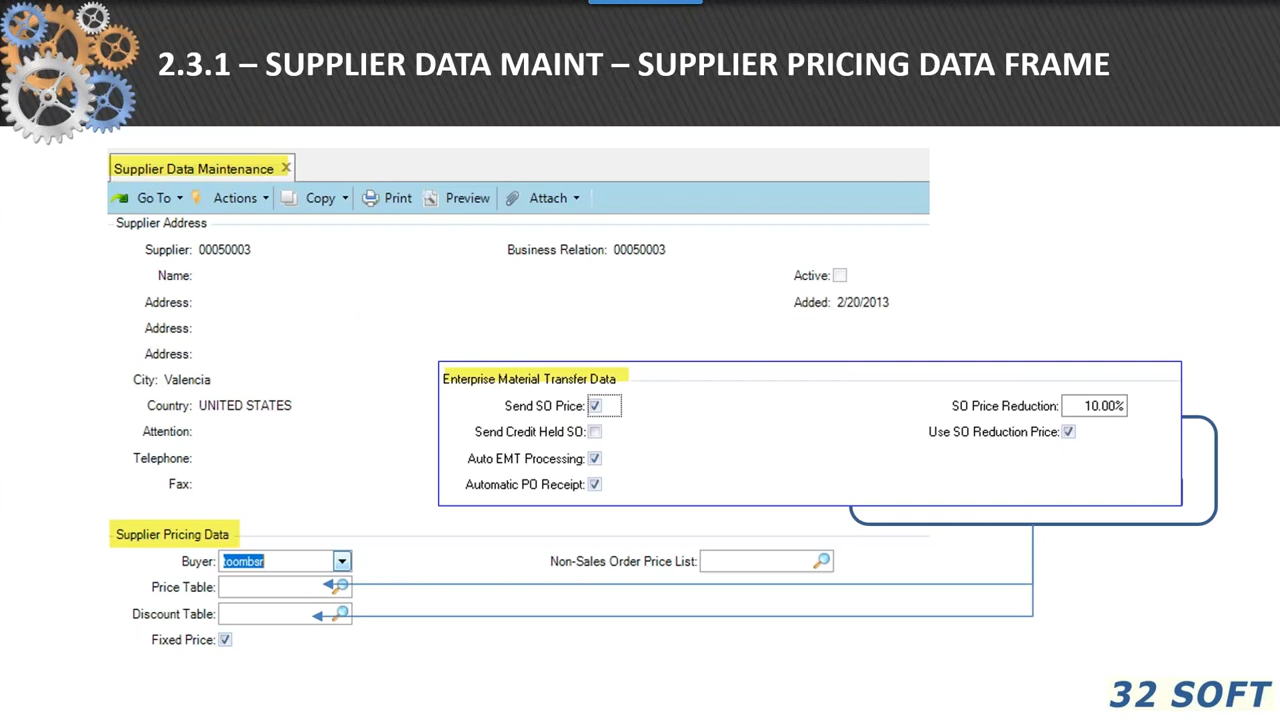 2.3.1 – SUPPLIER DATA MAINT – SUPPLIER PRICING DATA FRAME
Supplier Data Maintenance
Go To Actions Copy Print Preview Attach
Supplier Address
Supplier: 00050003 Business Relation: 00050003
Name: Active:
Address: Added: 2/20/2013
Address:
Address:
City: Valencia
Country: UNITED STATES
Attention:
Telephone:
Fax:
Enterprise Material Transfer Data
Send SO Price: SO Price Reduction: 10.00%
Send Credit Held SO: Use SO Reduction Price:
Auto EMT Processing:
Automatic PO Receipt:
Supplier Pricing Data
Buyer: toombsr Non-Sales Order Price List:
Price Table:
Discount Table:
Fixed Price:
32 SOFT